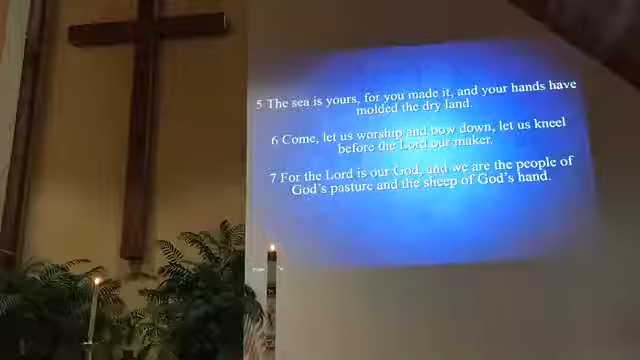 5 The sea is yours, for you made it, and your hands have
molded the dry land.
6 Come, let us worship and bow down, let us kneel
before the Lord our maker.
7 For the Lord is our God, and we are the people of
God's pasture and the sheep of God's hand.